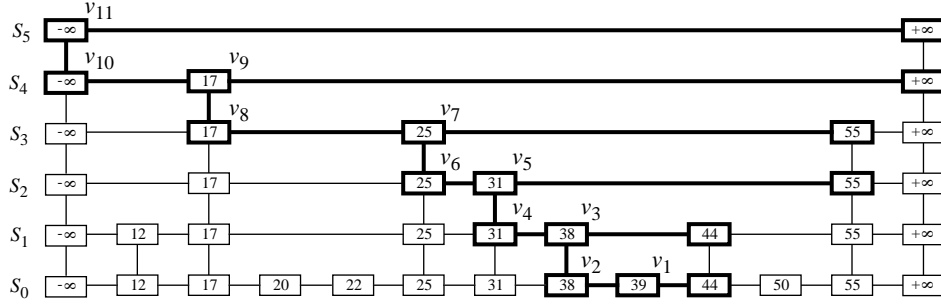 v11
S5 -∞ +∞
v10 v9
S4 -∞ 17 +∞
v8 v7
S3 -∞ 17 25 55 +∞
v6 v5
S2 -∞ 17 25 31 55 +∞
v4 v3
S1 -∞ 12 17 25 31 38 44 55 +∞
v2 v1
S0 -∞ 12 17 20 22 25 31 38 39 44 50 55 +∞